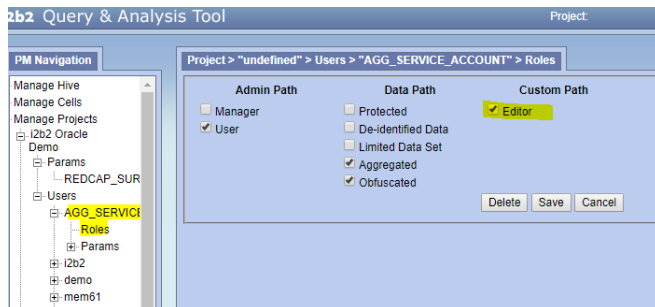 i2b2 Query & Analysis Tool
Project:
PM Navigation
Manage Hive
Manage Cells
Manage Projects
i2b2 Oracle
Demo
Params
REDCAP_SUR
Users
AGG_SERVICE
Roles
Params
i2b2
demo
mem61
Project > "undefined" > Users > "AGG_SERVICE_ACCOUNT" > Roles
Admin Path Data Path Custom Path
Manager Protected Editor
User De-identified Data
Limited Data Set
Aggregated
Obfuscated
Delete Save Cancel